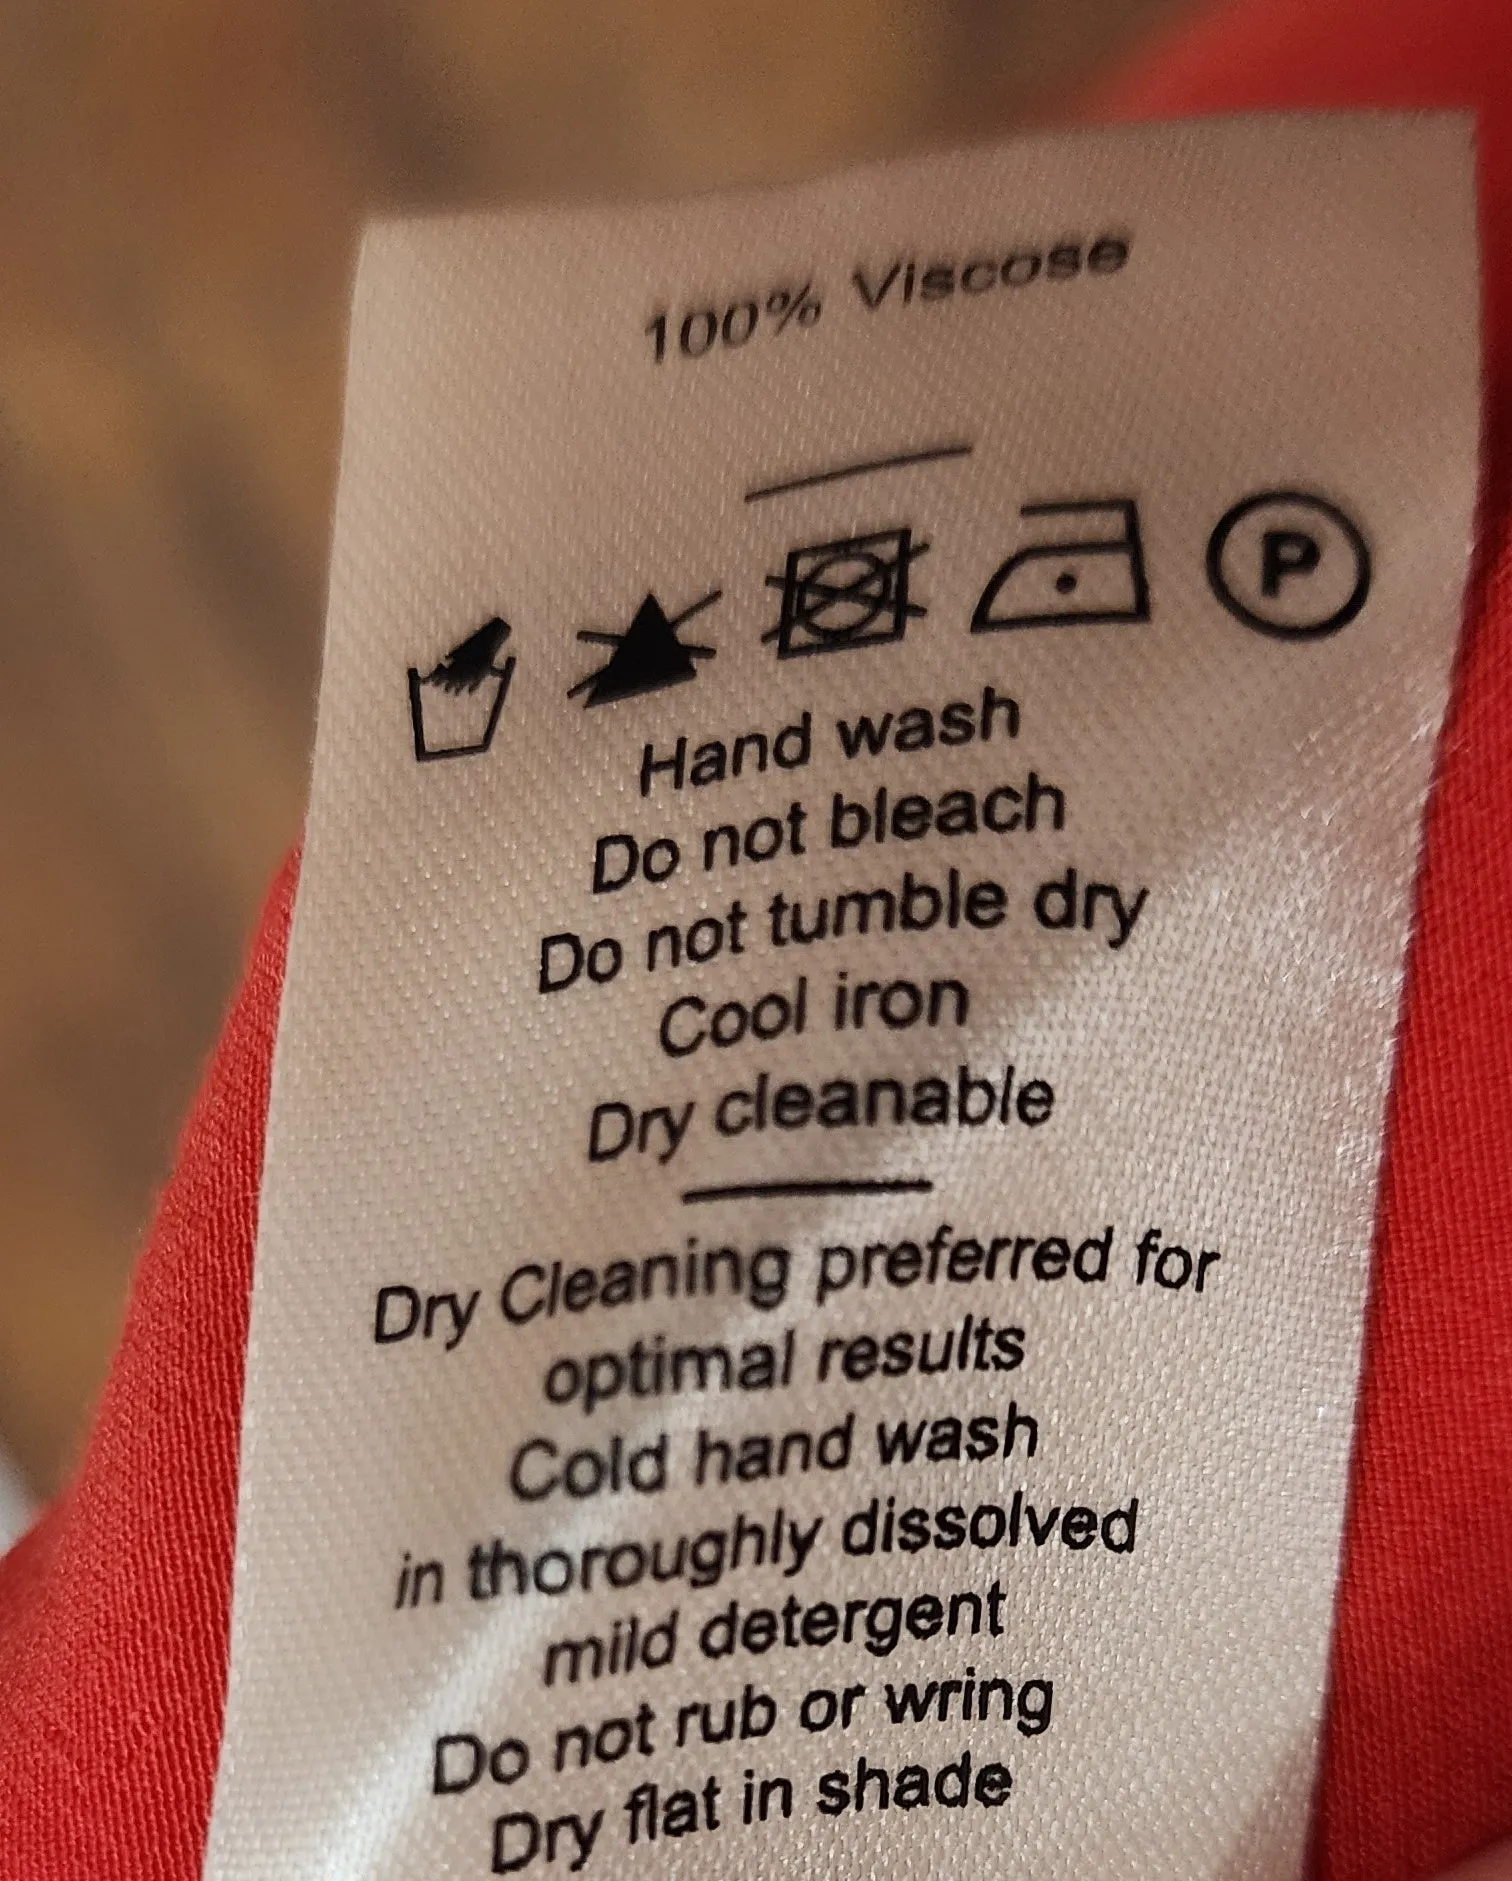 100% Viscose
P
Hand wash
Do not bleach
Do not tumble dry
Cool iron
Dry cleanable
Dry Cleaning preferred for
optimal results
Cold hand wash
in thoroughly dissolved
mild detergent
Do not rub or wring
Dry flat in shade